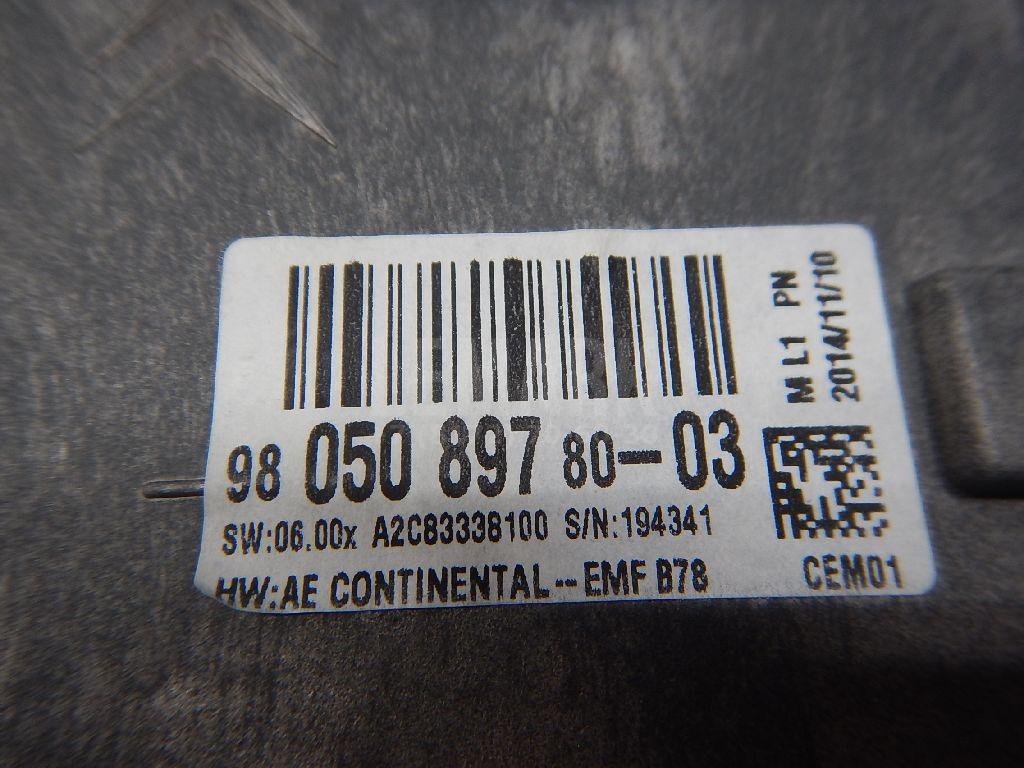 M L1 PN
2014/11/10
98 050 897 80-03
SW:06.00x A2C83338100 S/N:194341
HW:AE CONTINENTAL--EMF B78
CEM01